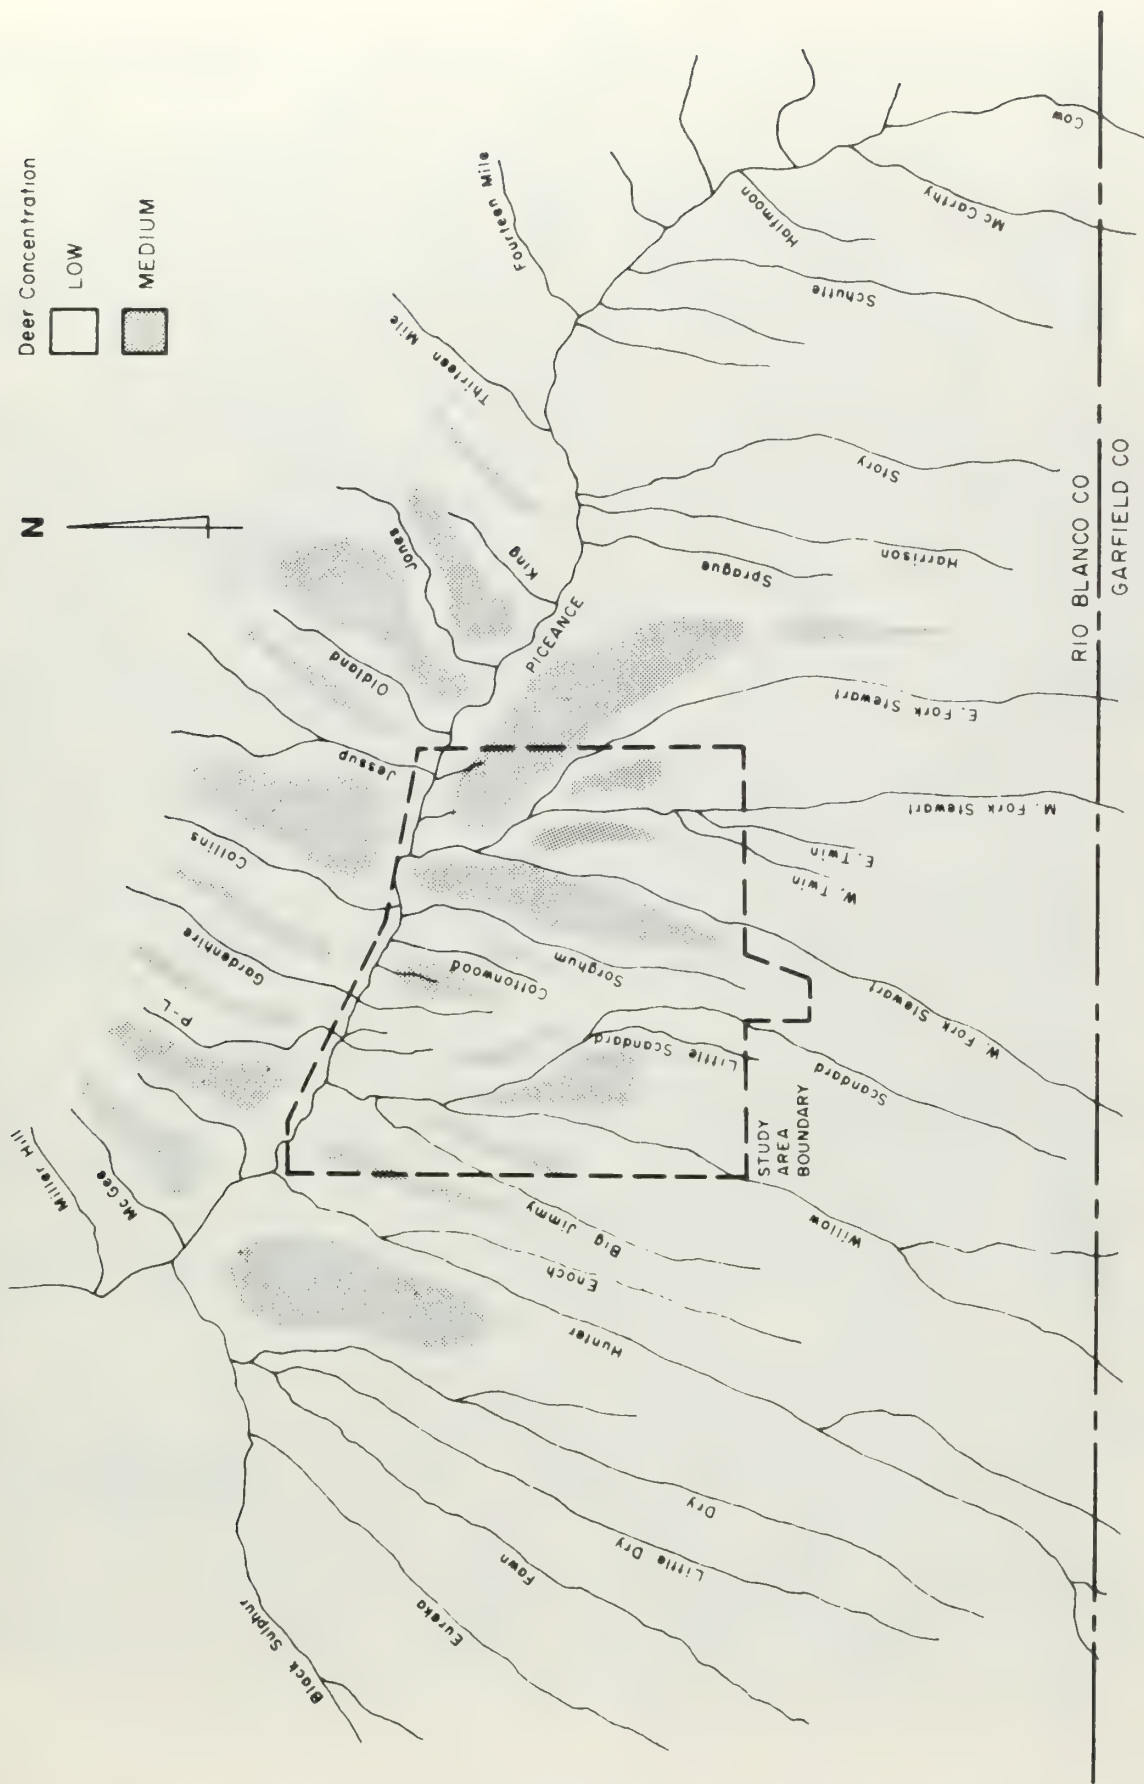 Deer Concentration
LOW
MEDIUM
N
Miller Hill
McGee
P-L
Gardenhire
Collins
Jessup
Oldland
Jones
King
Thirteen Mile
Fourteen Mile
PICEANCE
Black Sulphur
Eureka
Fawn
Little Dry
Dry
Hunter
Enoch
Big Jimmy
Willow
Little Scandard
Scandard
Cottonwood
Sorghum
W. Fork Stewart
W. Twin
E. Twin
M. Fork Stewart
E. Fork Stewart
Sprague
Harrison
Story
Schutte
Halfmoon
Mc Carthy
Cow
STUDY
AREA
BOUNDARY
RIO BLANCO CO
GARFIELD CO